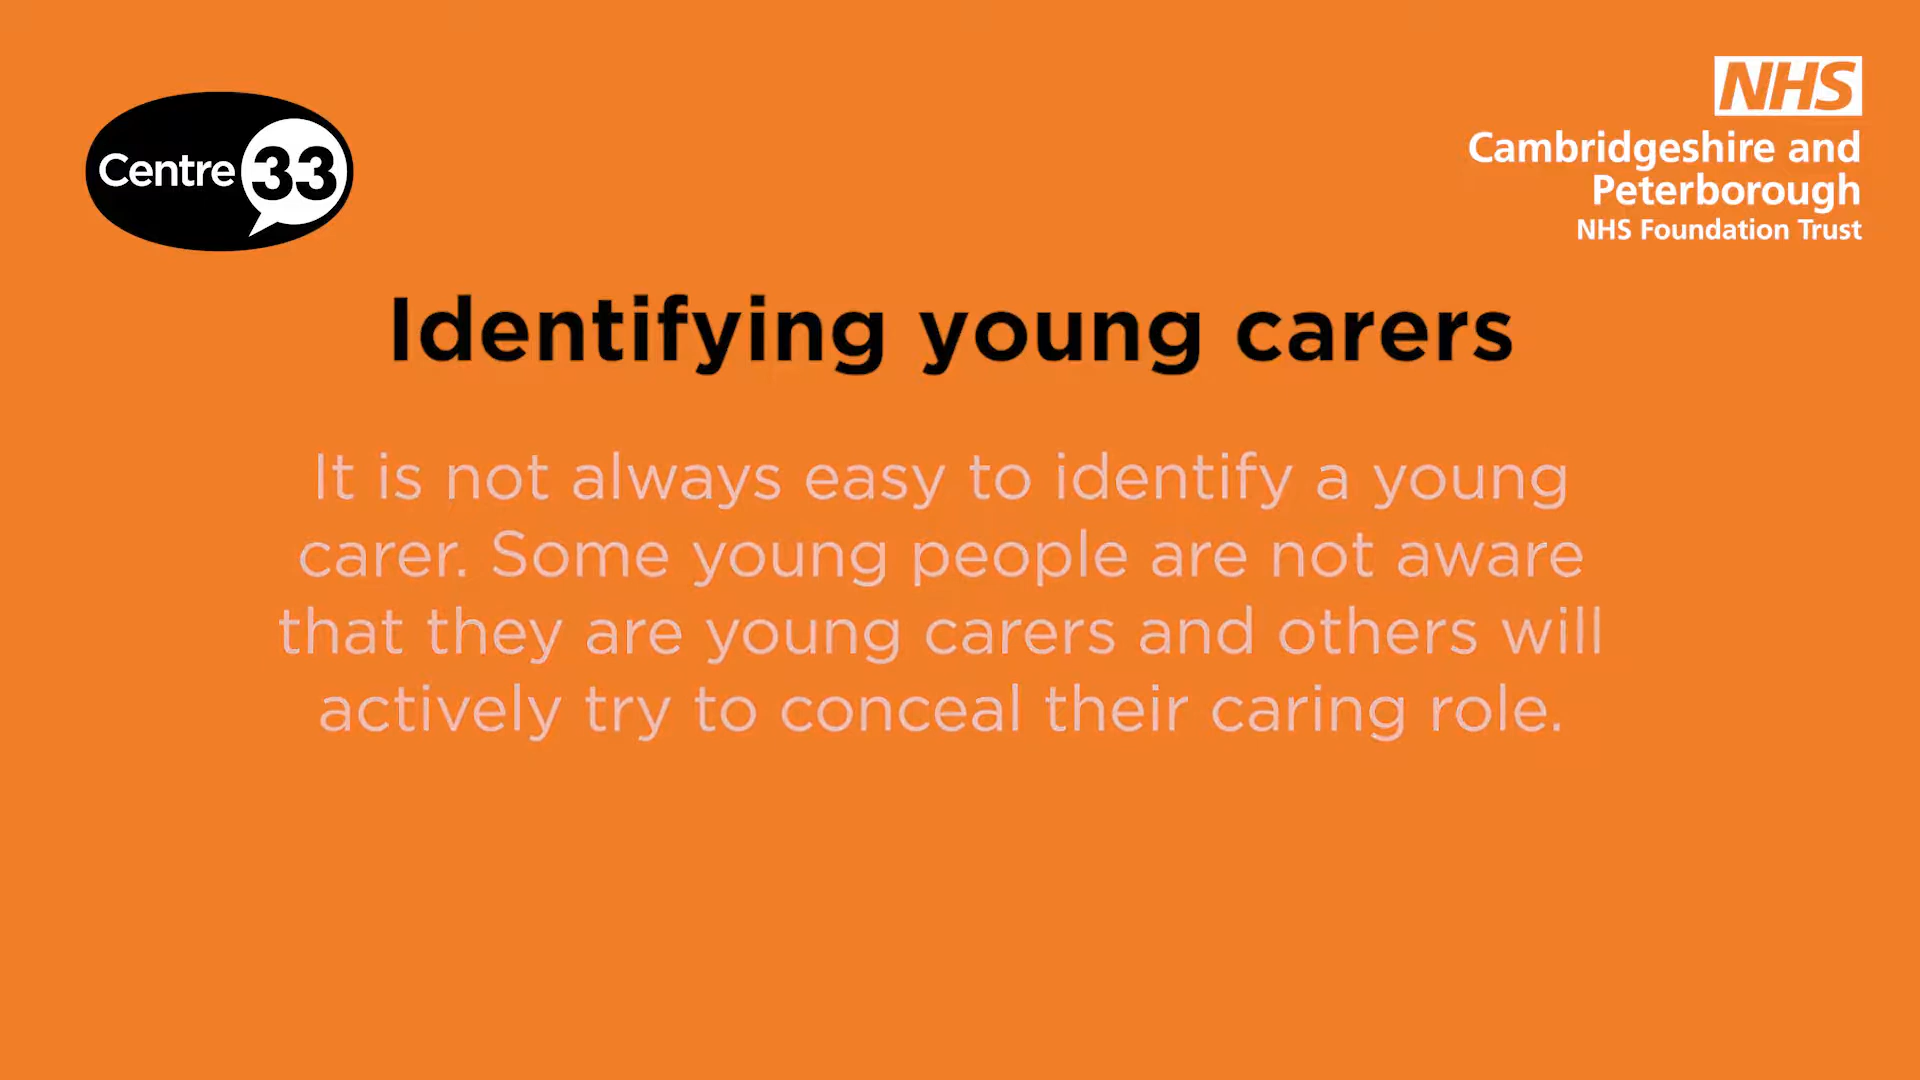 Centre 33
NHS
Cambridgeshire and
Peterborough
NHS Foundation Trust
Identifying young carers
It is not always easy to identify a young
carer. Some young people are not aware
that they are young carers and others will
actively try to conceal their caring role.